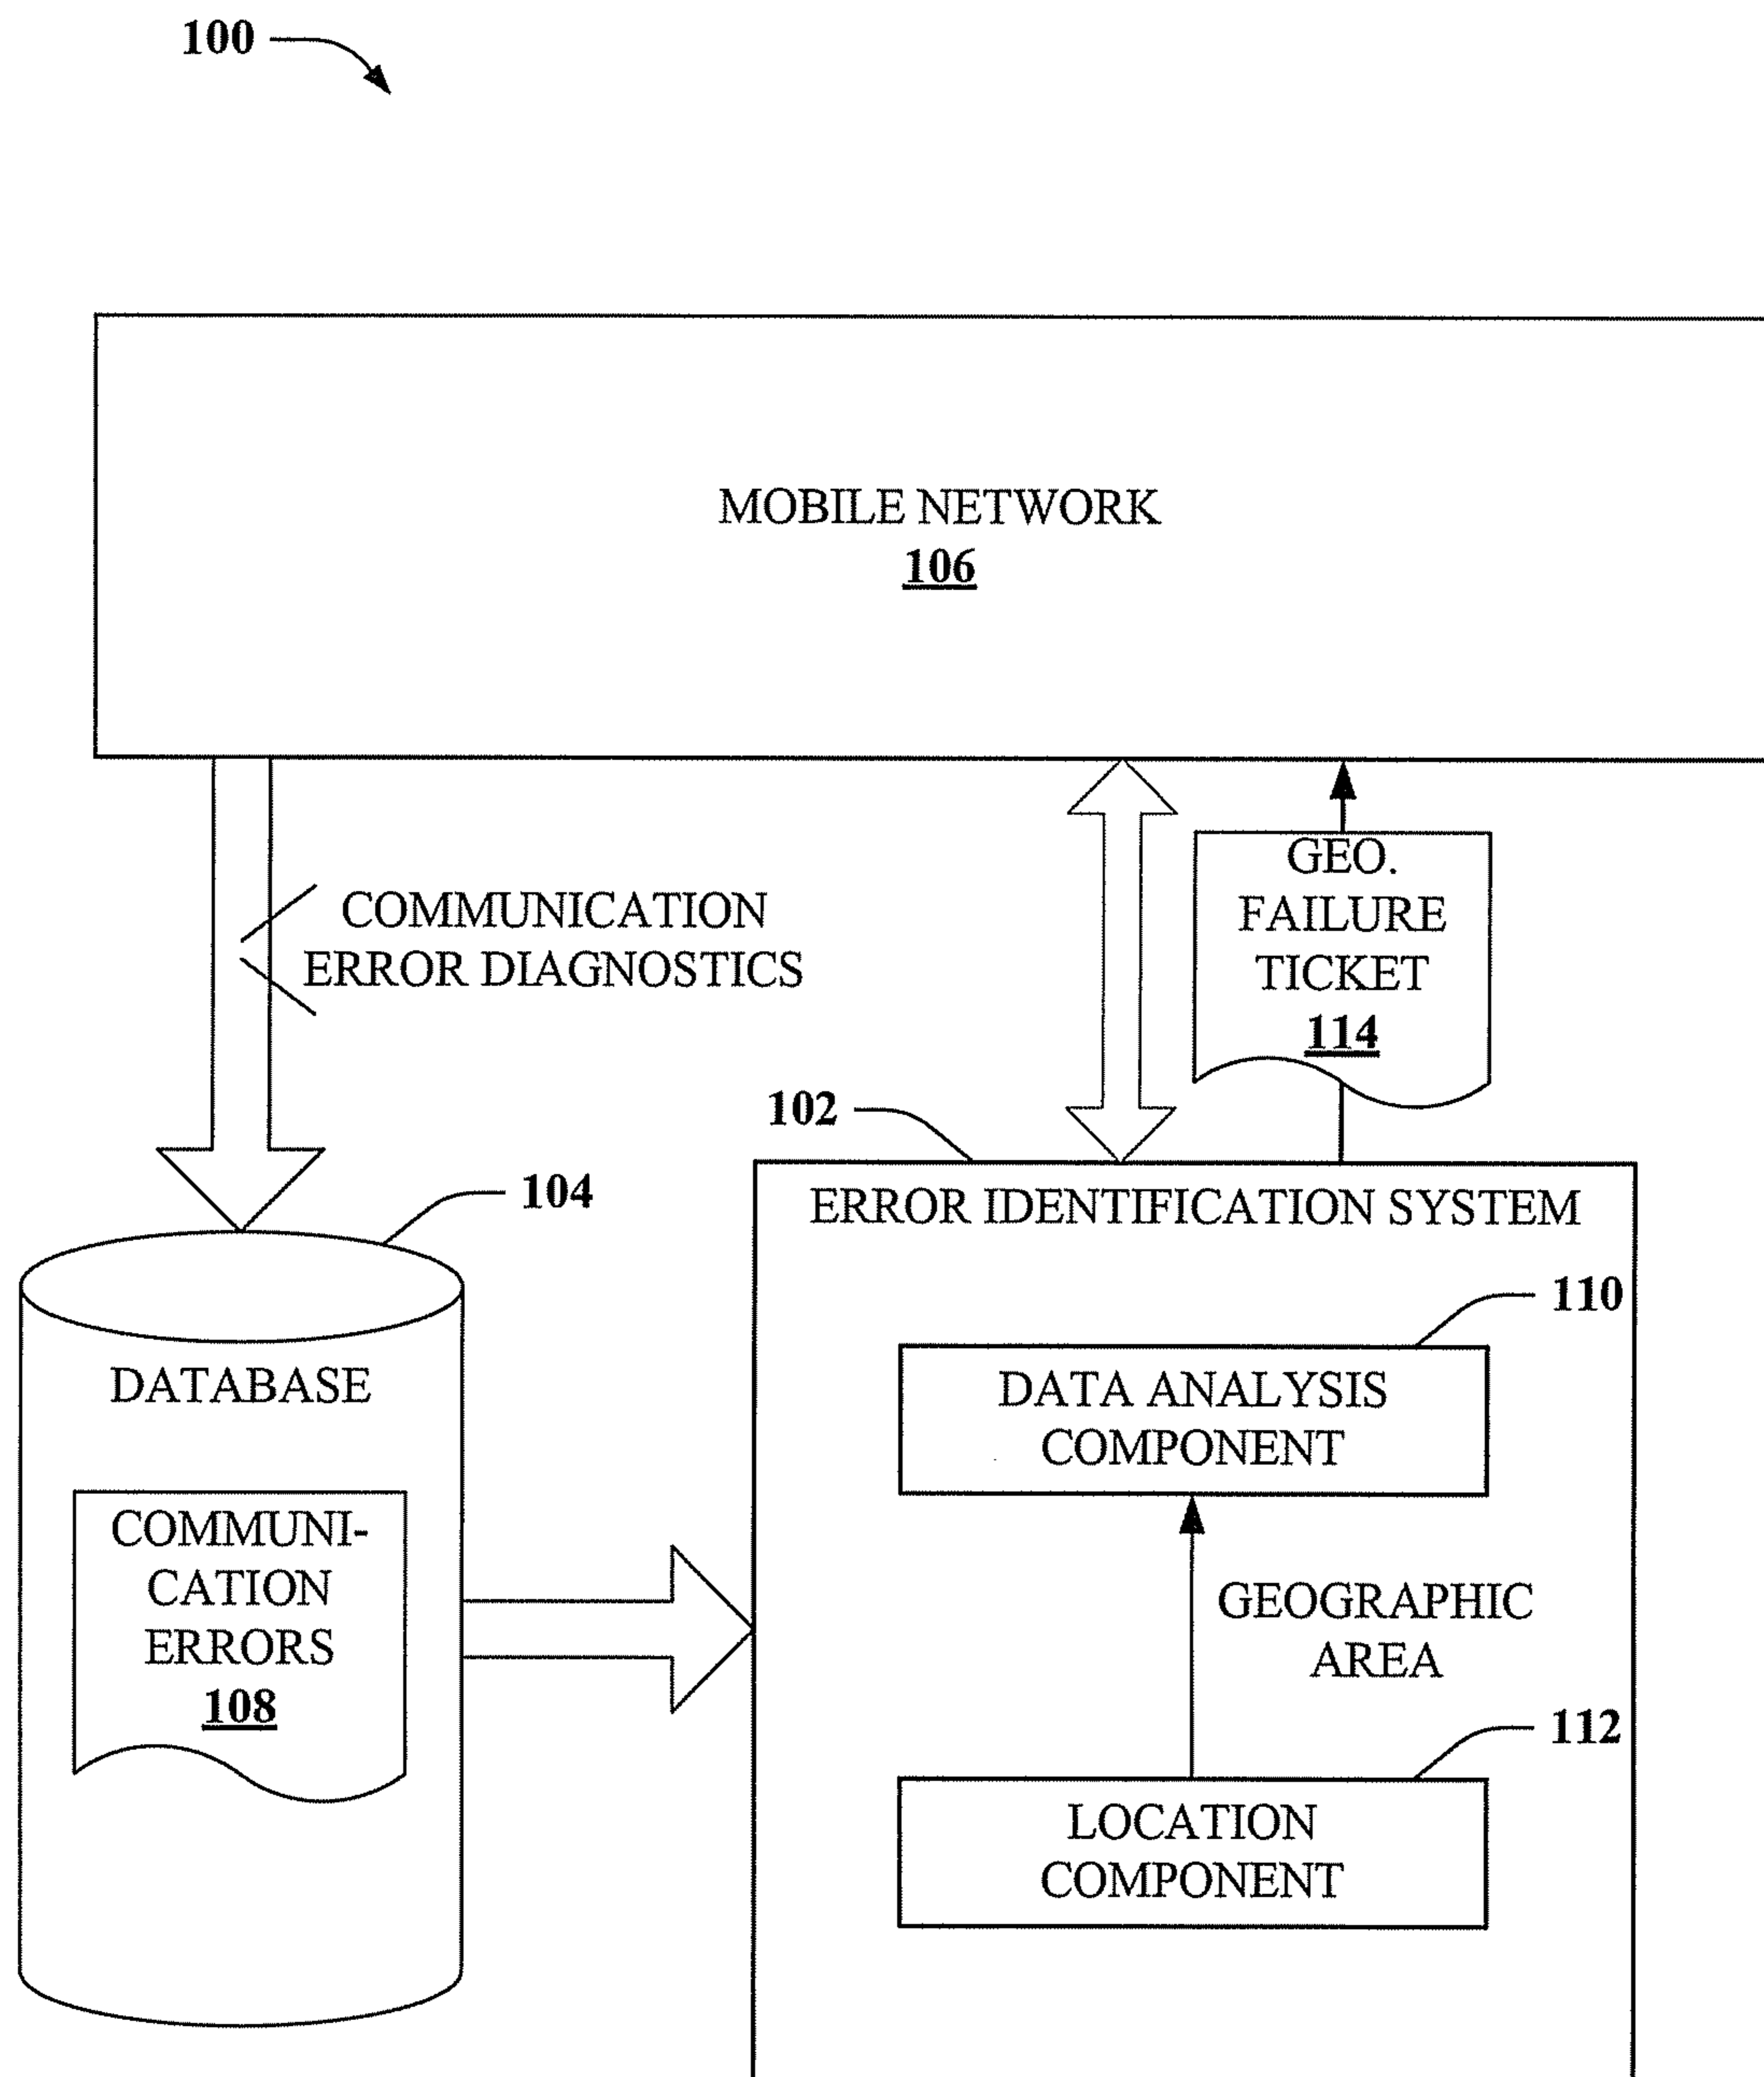 100
MOBILE NETWORK
106
COMMUNICATION
ERROR DIAGNOSTICS
GEO.
FAILURE
TICKET
114
102
104
ERROR IDENTIFICATION SYSTEM
110
DATABASE
DATA ANALYSIS
COMPONENT
COMMUNI-
CATION
ERRORS
108
GEOGRAPHIC
AREA
112
LOCATION
COMPONENT